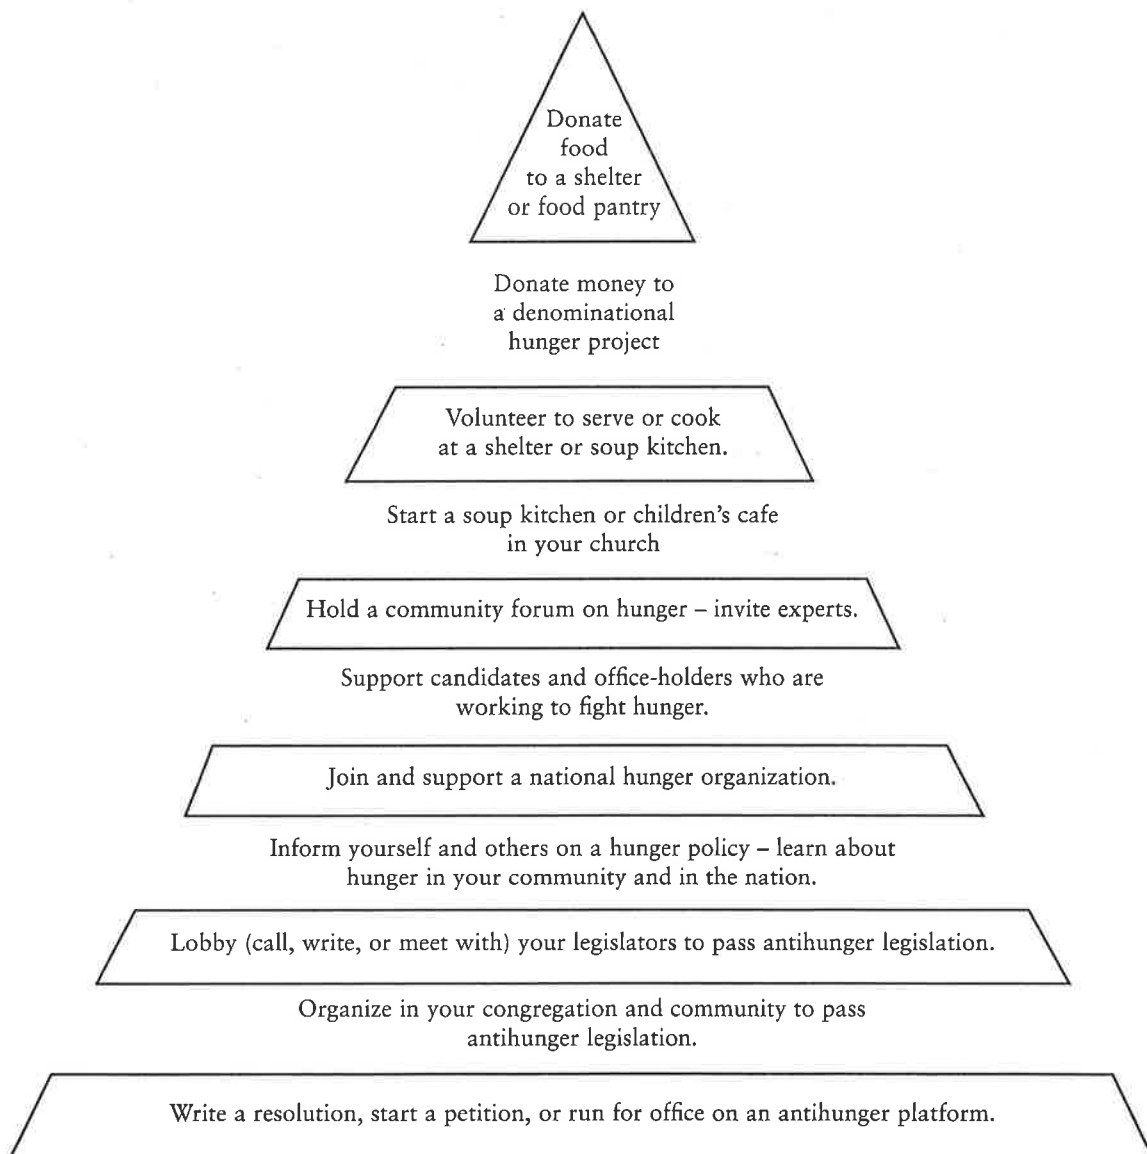 Donate
food
to a shelter
or food pantry
Donate money to
a denominational
hunger project
Volunteer to serve or cook
at a shelter or soup kitchen.
Start a soup kitchen or children's cafe
in your church
Hold a community forum on hunger – invite experts.
Support candidates and office-holders who are
working to fight hunger.
Join and support a national hunger organization.
Inform yourself and others on a hunger policy – learn about
hunger in your community and in the nation.
Lobby (call, write, or meet with) your legislators to pass antihunger legislation.
Organize in your congregation and community to pass
antihunger legislation.
Write a resolution, start a petition, or run for office on an antihunger platform.